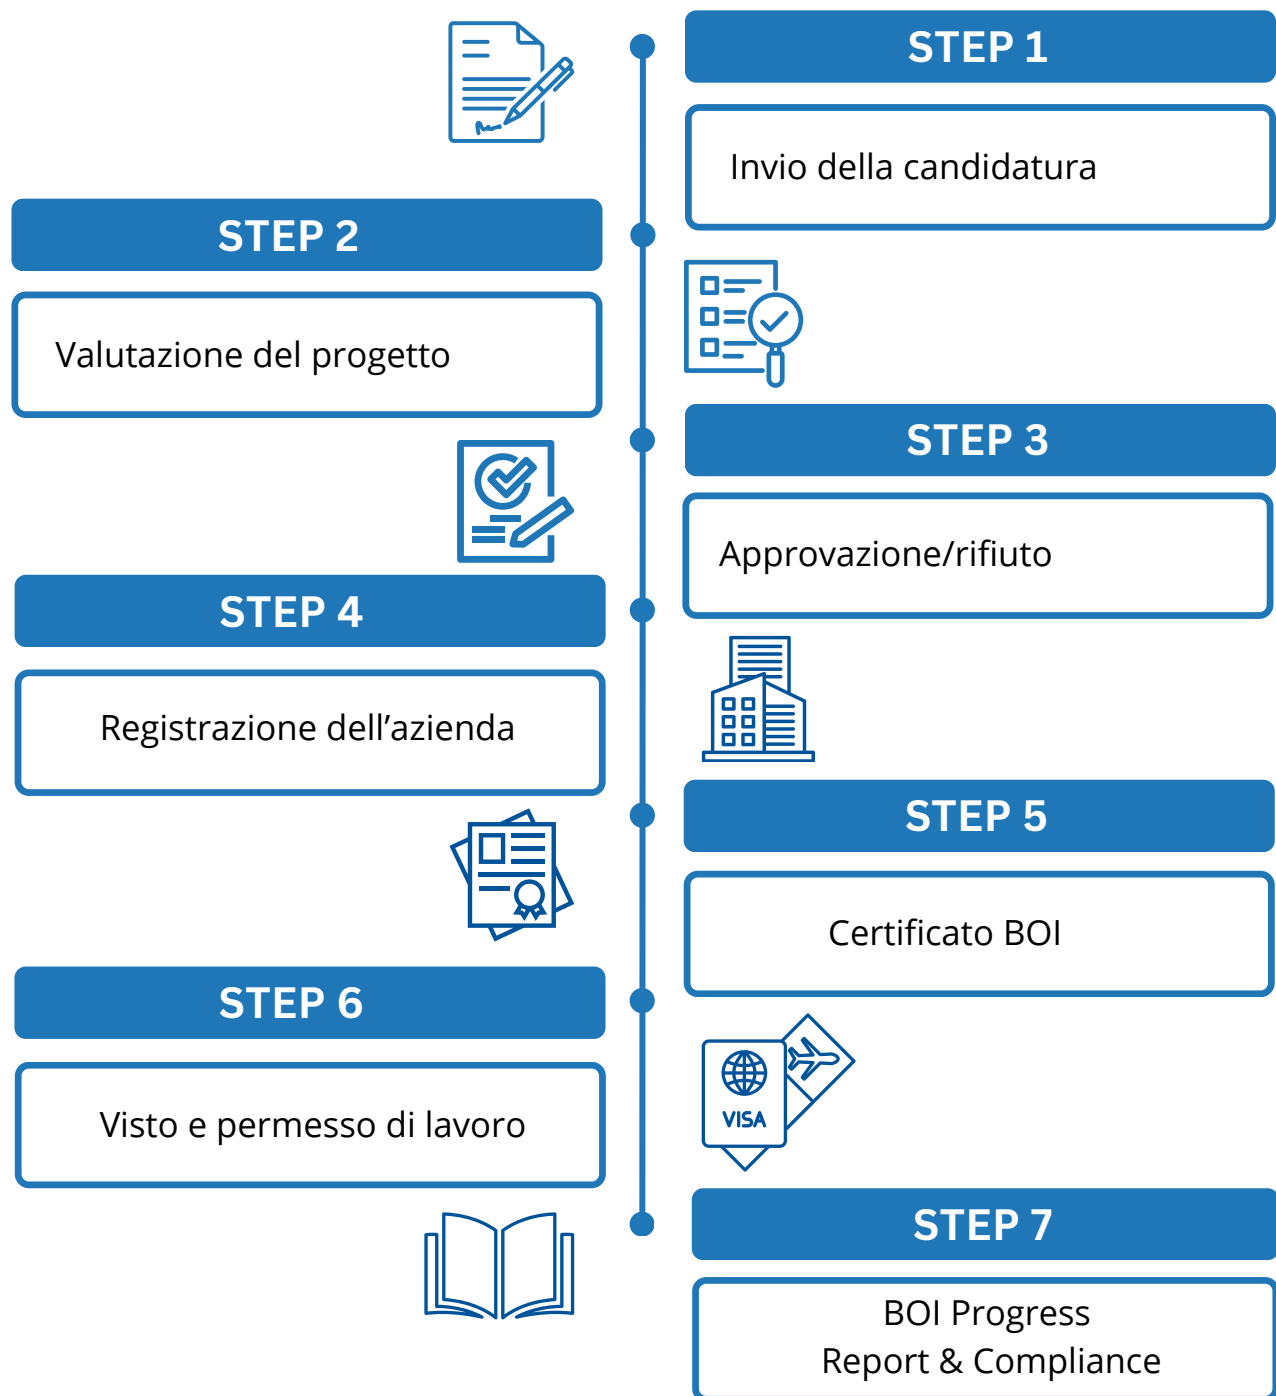 STEP 1
Invio della candidatura
STEP 2
Valutazione del progetto
STEP 3
Approvazione/rifiuto
STEP 4
Registrazione dell’azienda
STEP 5
Certificato BOI
STEP 6
Visto e permesso di lavoro
VISA
STEP 7
BOI Progress
Report & Compliance